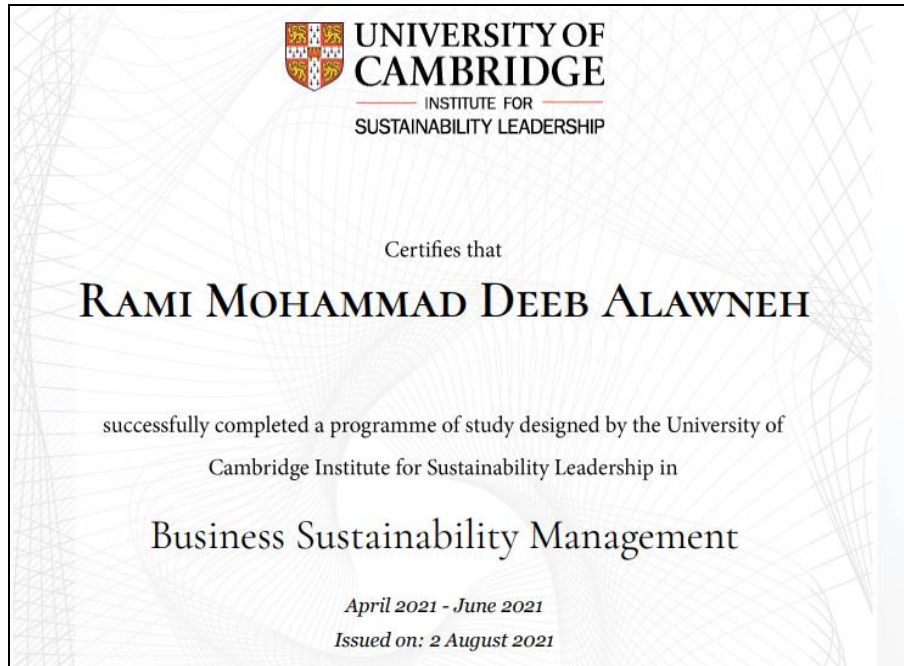 UNIVERSITY OF
CAMBRIDGE
INSTITUTE FOR
SUSTAINABILITY LEADERSHIP
Certifies that
RAMI MOHAMMAD DEEB ALAWNEH
successfully completed a programme of study designed by the University of
Cambridge Institute for Sustainability Leadership in
Business Sustainability Management
April 2021 - June 2021
Issued on: 2 August 2021